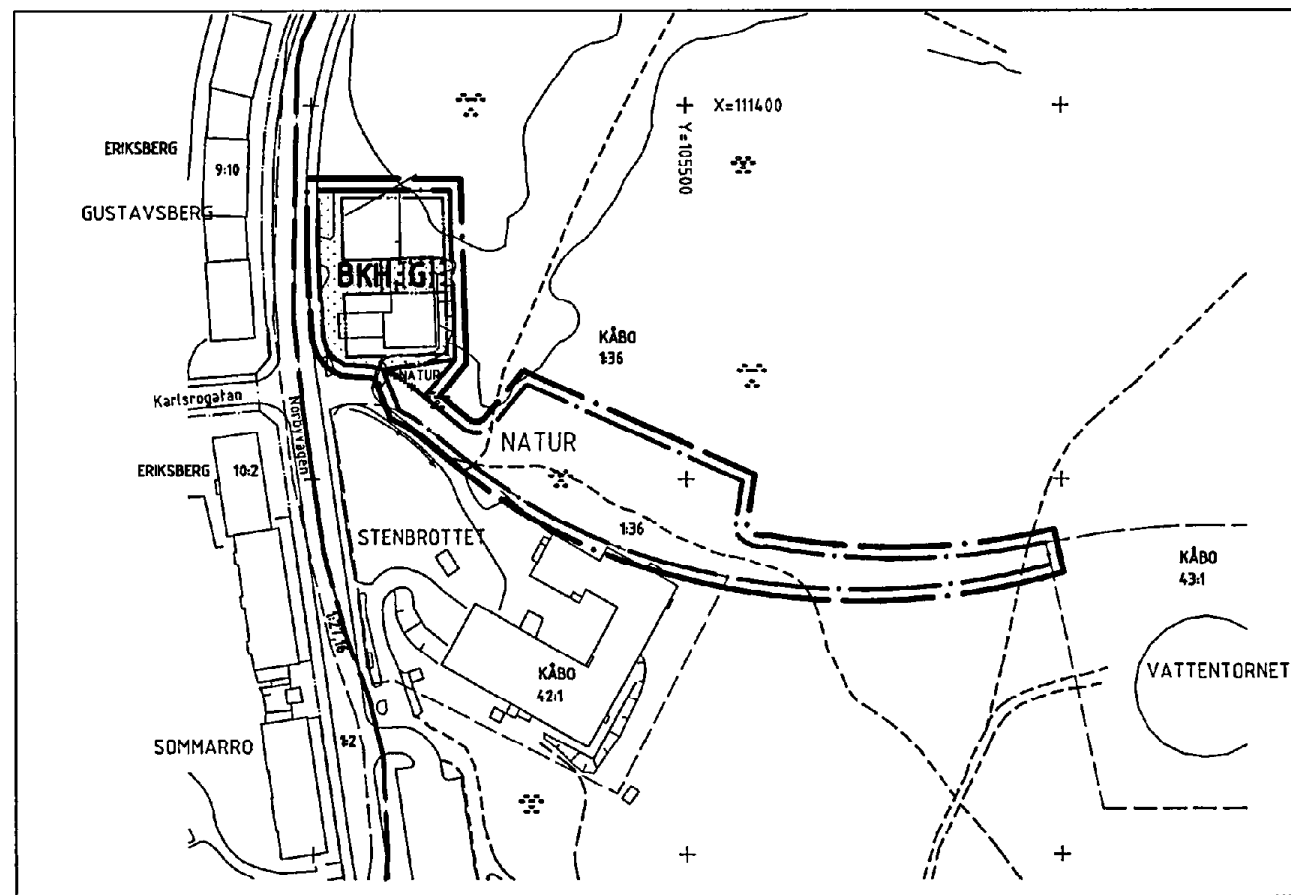 X=111400
Y=105500
ERIKSBERG
9:10
GUSTAVSBERG
BKHEG
KÅBO
1:36
NATUR
Karlsrogatan
Norbyvägen
NATUR
ERIKSBERG 10:2
1:36
STENBROTTET
KÅBO
43:1
KÅBO
42:1
VATTENTORNET
SOMMARRO
1:2